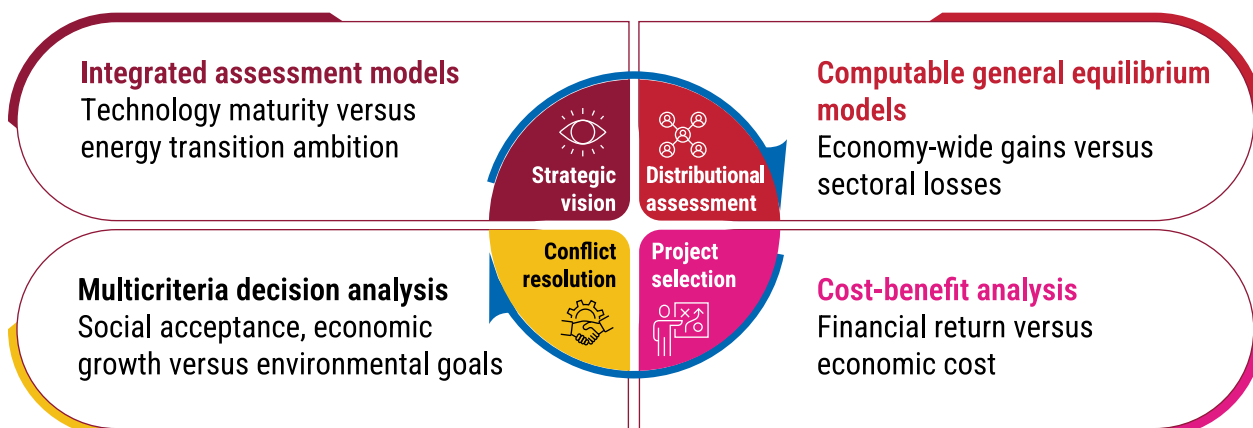 Integrated assessment models
Technology maturity versus
energy transition ambition
Strategic
vision
Distributional
assessment
Computable general equilibrium
models
Economy-wide gains versus
sectoral losses
Multicriteria decision analysis
Social acceptance, economic
growth versus environmental goals
Conflict
resolution
Project
selection
Cost-benefit analysis
Financial return versus
economic cost